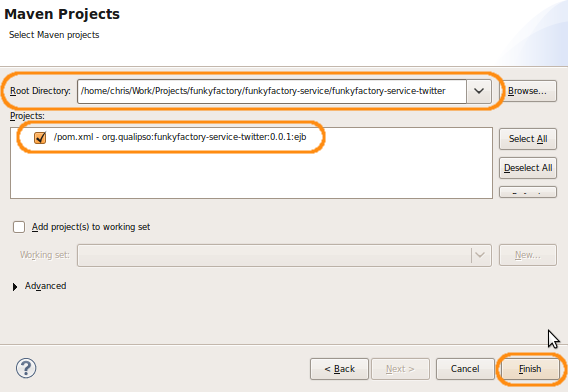 Maven Projects
Select Maven projects
Root Directory: /home/chris/Work/Projects/funkyfactory/funkyfactory-service/funkyfactory-service-twitter Browse...
Projects:
/pom.xml - org.qualipso:funkyfactory-service-twitter:0.0.1:ejb
Select All
Deselect All
Add project(s) to working set
Working set: New...
Advanced
? < Back Next > Cancel Finish